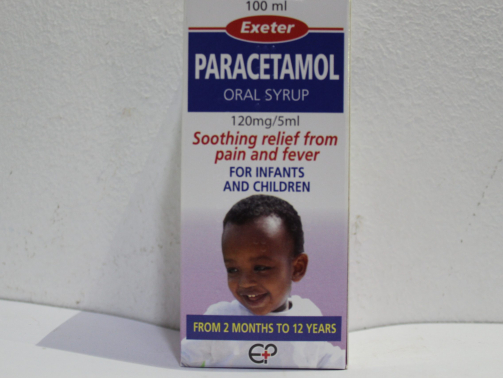 100 ml
Exeter
PARACETAMOL
ORAL SYRUP
120mg/5ml
Soothing relief from
pain and fever
FOR INFANTS
AND CHILDREN
FROM 2 MONTHS TO 12 YEARS
EP